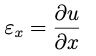 εₓ = ∂u/∂x